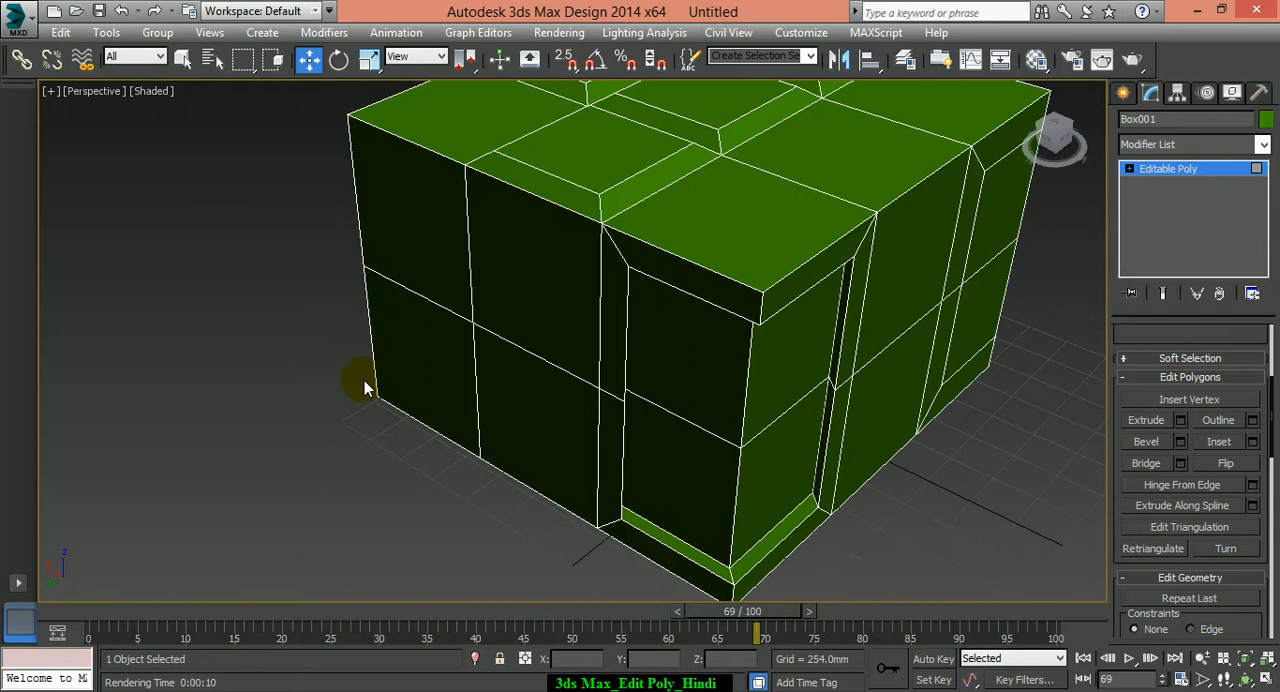 Workspace: Default
Autodesk 3ds Max Design 2014 x64
Untitled
Type a keyword or phrase
MXD
Edit
Tools
Group
Views
Create
Modifiers
Animation
Graph Editors
Rendering
Lighting Analysis
Civil View
Customize
MAXScript
Help
All
View
2.5
Create Selection Se
[+] [Perspective] [Shaded]
Box001
Modifier List
Editable Poly
Soft Selection
Edit Polygons
Insert Vertex
Extrude
Outline
Bevel
Inset
Bridge
Flip
Hinge From Edge
Extrude Along Spline
Edit Triangulation
Retriangulate
Turn
Edit Geometry
Repeat Last
Constraints
None
Edge
z
69 / 100
0 5 10 15 20 25 30 35 40 45 50 55 60 65 70 75 80 85 90 95 100
1 Object Selected
X:
Y:
Z:
Grid = 254.0mm
Auto Key
Selected
Welcome to M
Rendering Time 0:00:10
3ds Max_Edit Poly_Hindi
Add Time Tag
Set Key
Key Filters...
69